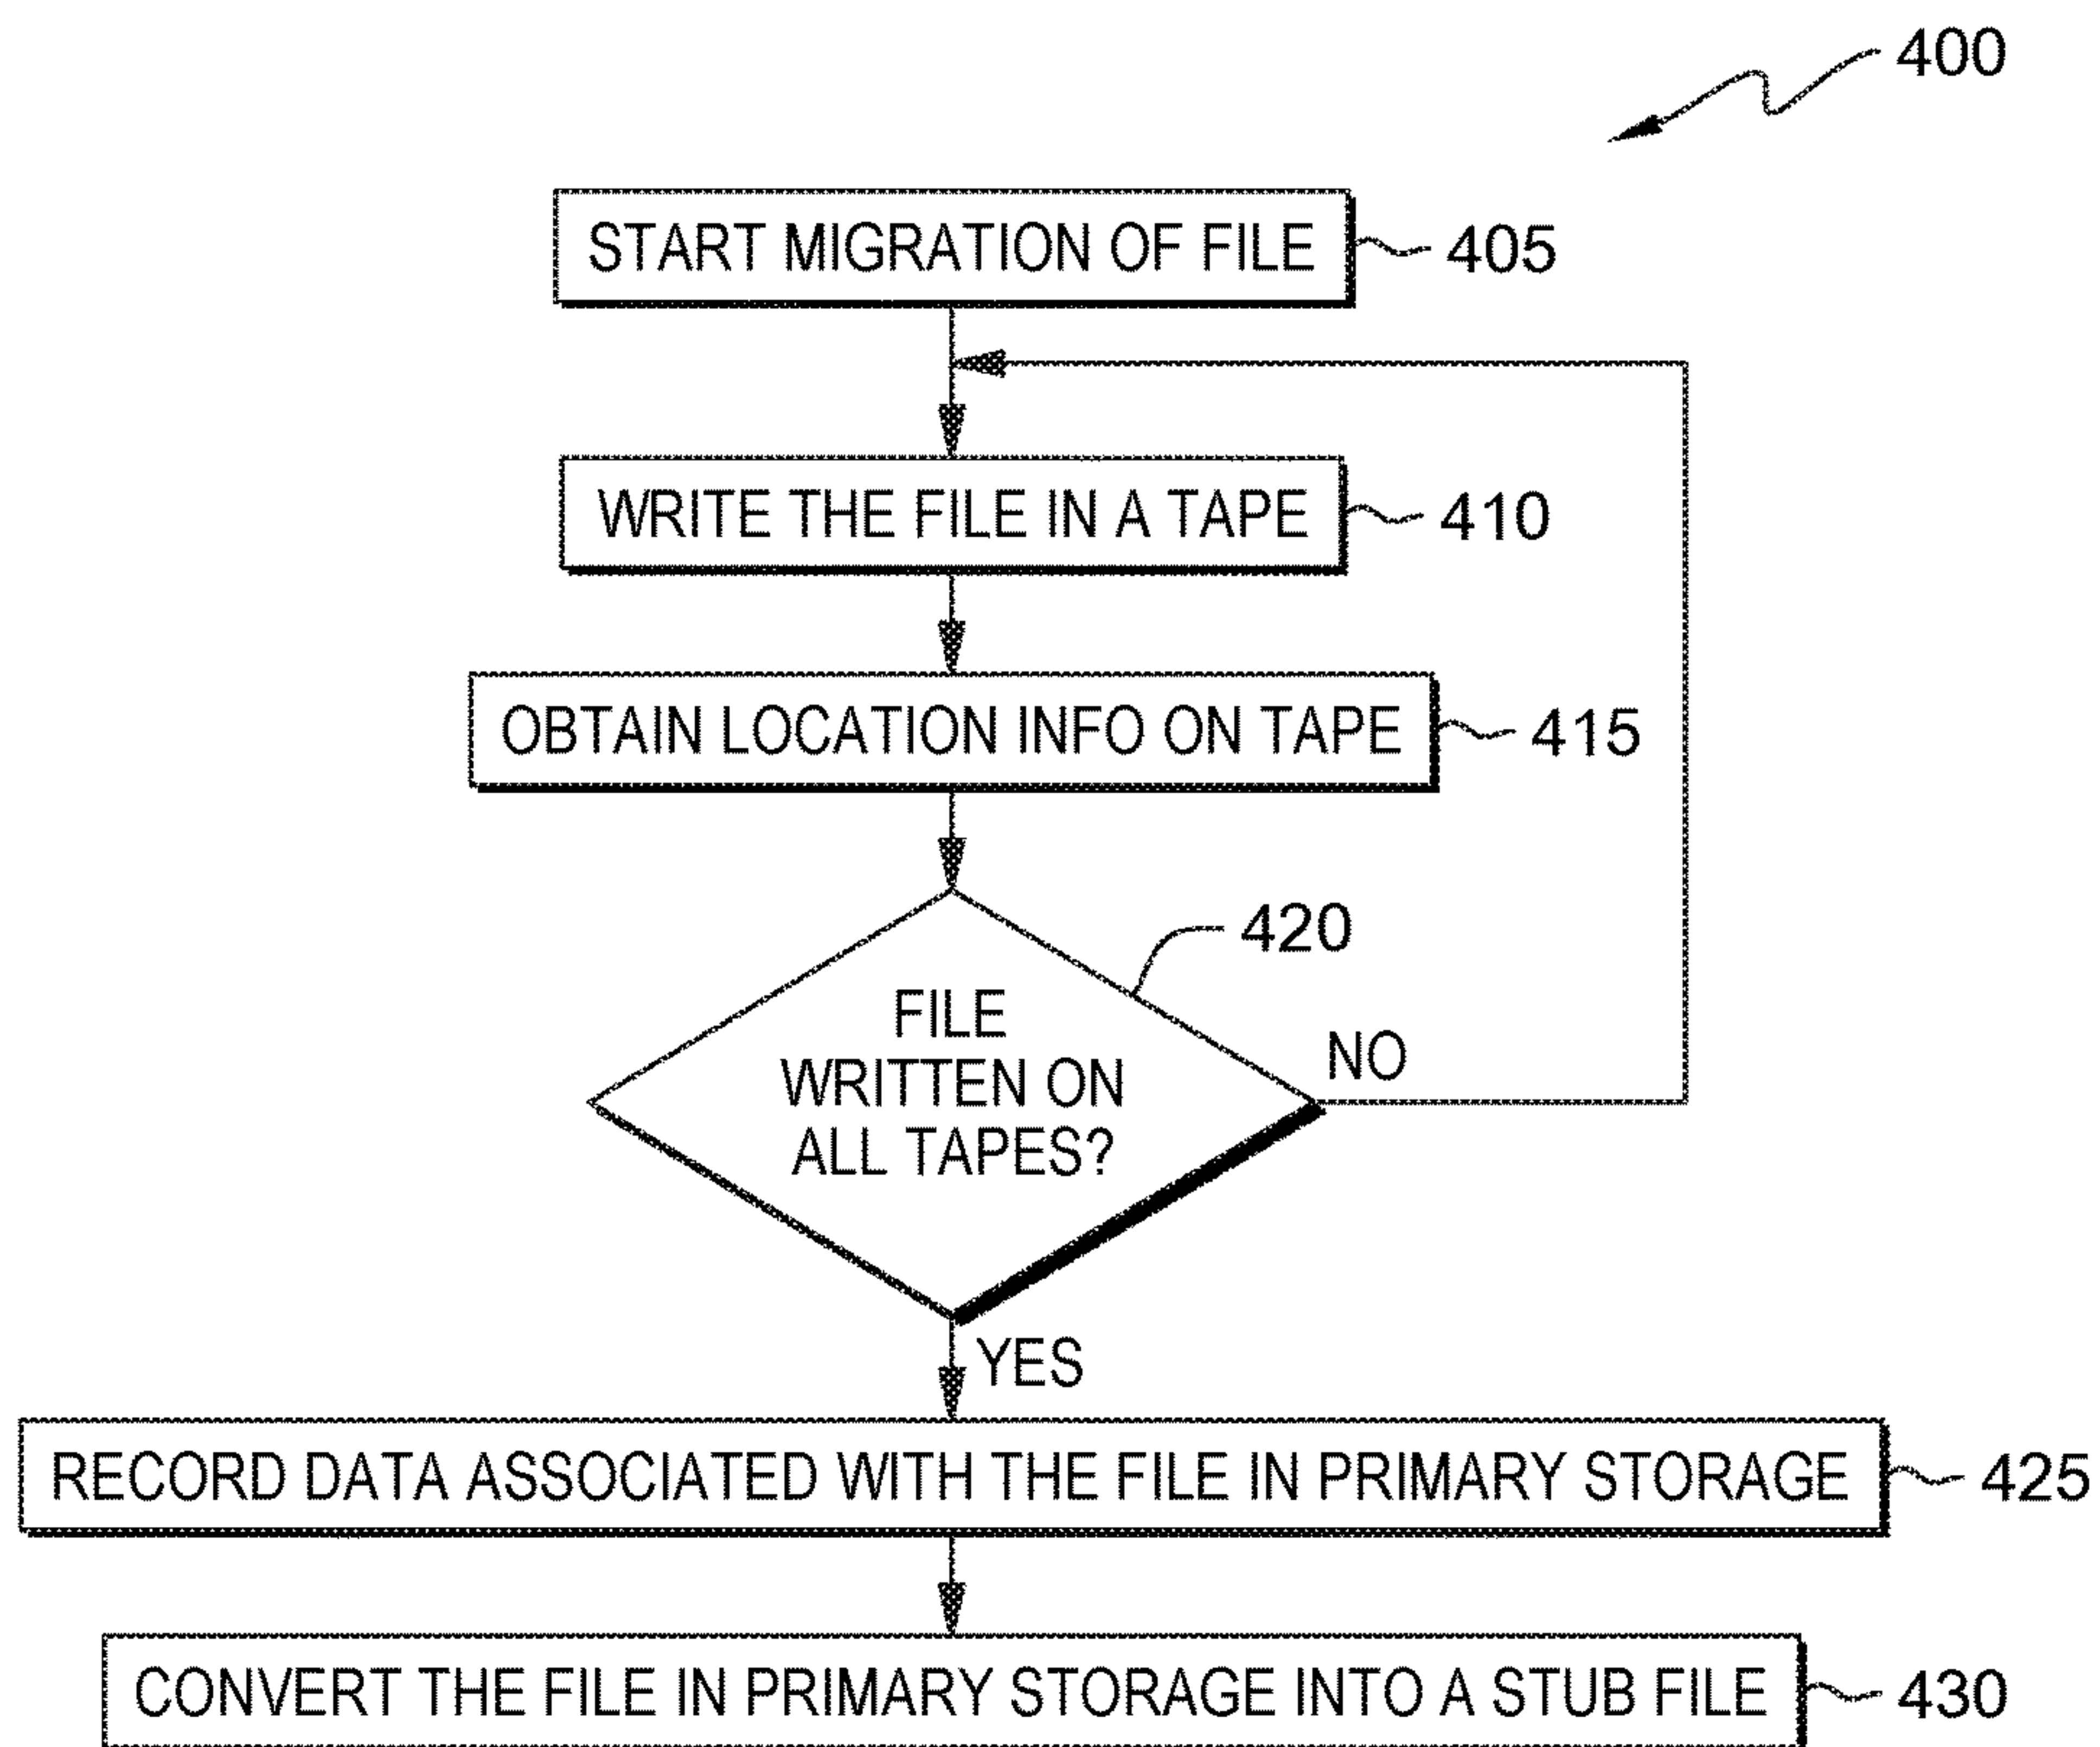 400
START MIGRATION OF FILE 405
WRITE THE FILE IN A TAPE 410
OBTAIN LOCATION INFO ON TAPE 415
420
FILE
WRITTEN ON
ALL TAPES?
NO
YES
RECORD DATA ASSOCIATED WITH THE FILE IN PRIMARY STORAGE 425
CONVERT THE FILE IN PRIMARY STORAGE INTO A STUB FILE 430